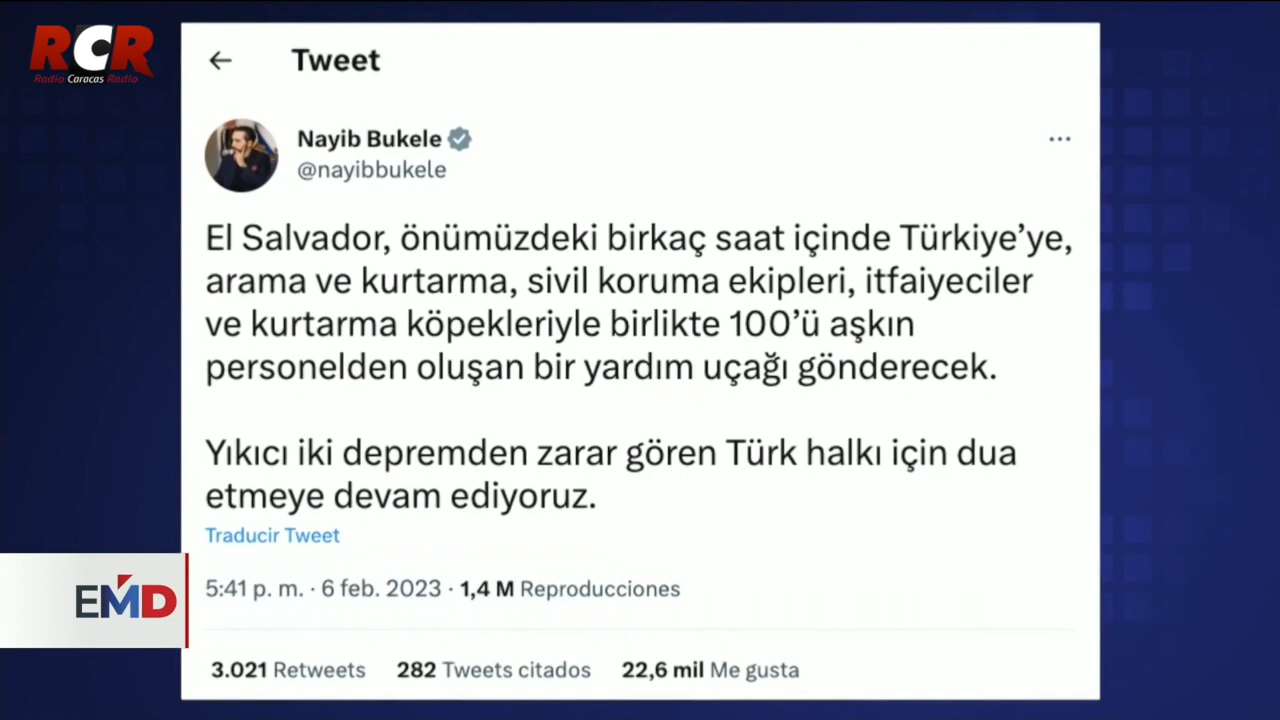 RCR
Radio Caracas Radio
Tweet
Nayib Bukele
@nayibbukele
El Salvador, önümüzdeki birkaç saat içinde Türkiye’ye,
arama ve kurtarma, sivil koruma ekipleri, itfaiyeciler
ve kurtarma köpekleriyle birlikte 100’ü aşkın
personelden oluşan bir yardım uçağı gönderecek.
Yıkıcı iki depremden zarar gören Türk halkı için dua
etmeye devam ediyoruz.
Traducir Tweet
5:41 p. m. · 6 feb. 2023 · 1,4 M Reproducciones
EMD
3.021 Retweets 282 Tweets citados 22,6 mil Me gusta